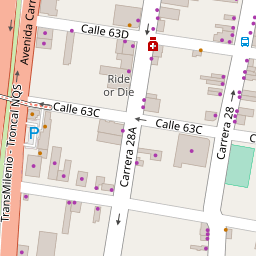 Calle 63D
Avenida Carr
Ride
or Die
Calle 63C
Calle 63C
Carrera 28
Carrera 28A
P
TransMilenio - Troncal NQS